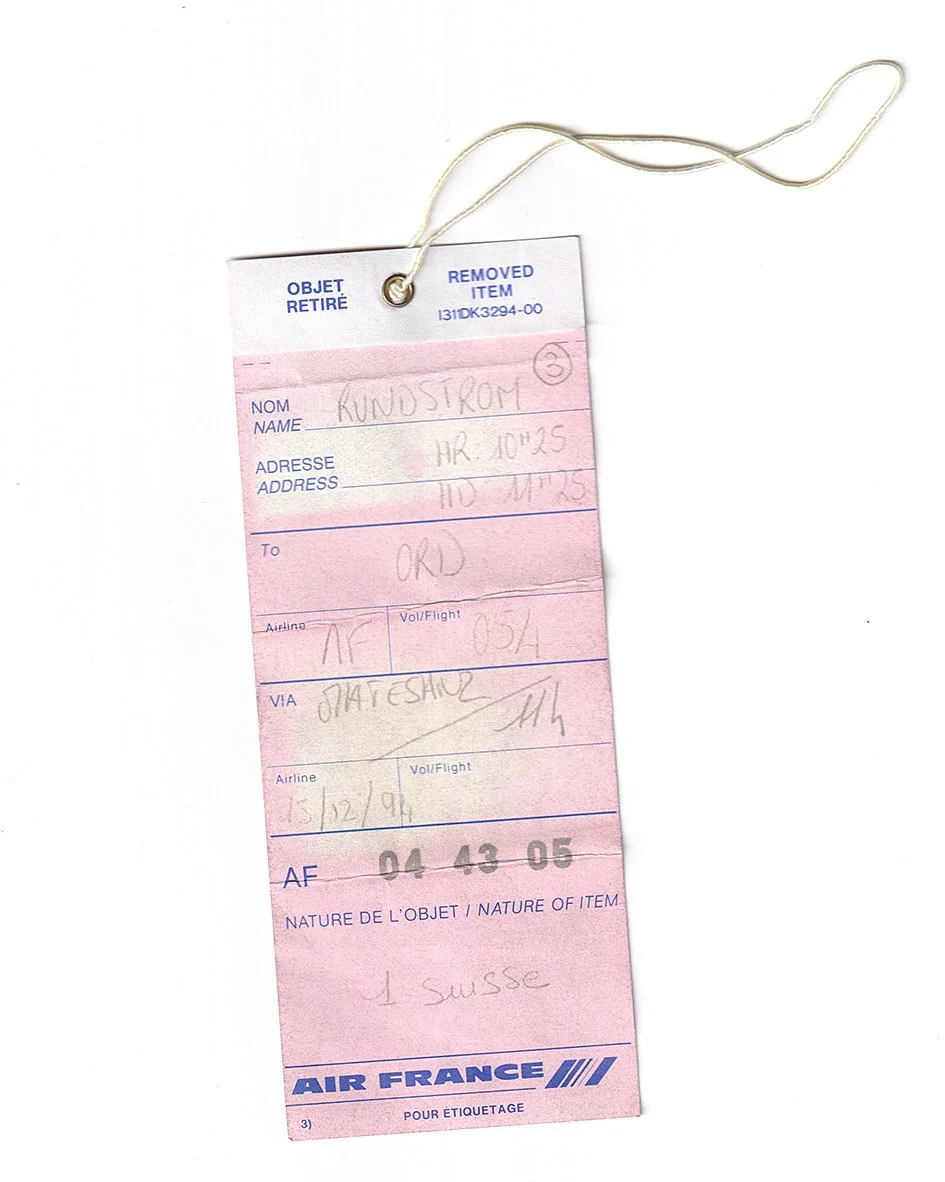 OBJET
RETIRÉ
REMOVED
ITEM
I311DK3294-00
3
NOM RUNDSTROM
NAME
ADRESSE HR: 10H25
ADDRESS HD 11H25
To ORD
Airline AF Vol/Flight 054
VIA
11h
Airline 15/12/94 Vol/Flight
AF 04 43 05
NATURE DE L'OBJET / NATURE OF ITEM
1 suisse
AIR FRANCE
3) POUR ÉTIQUETAGE